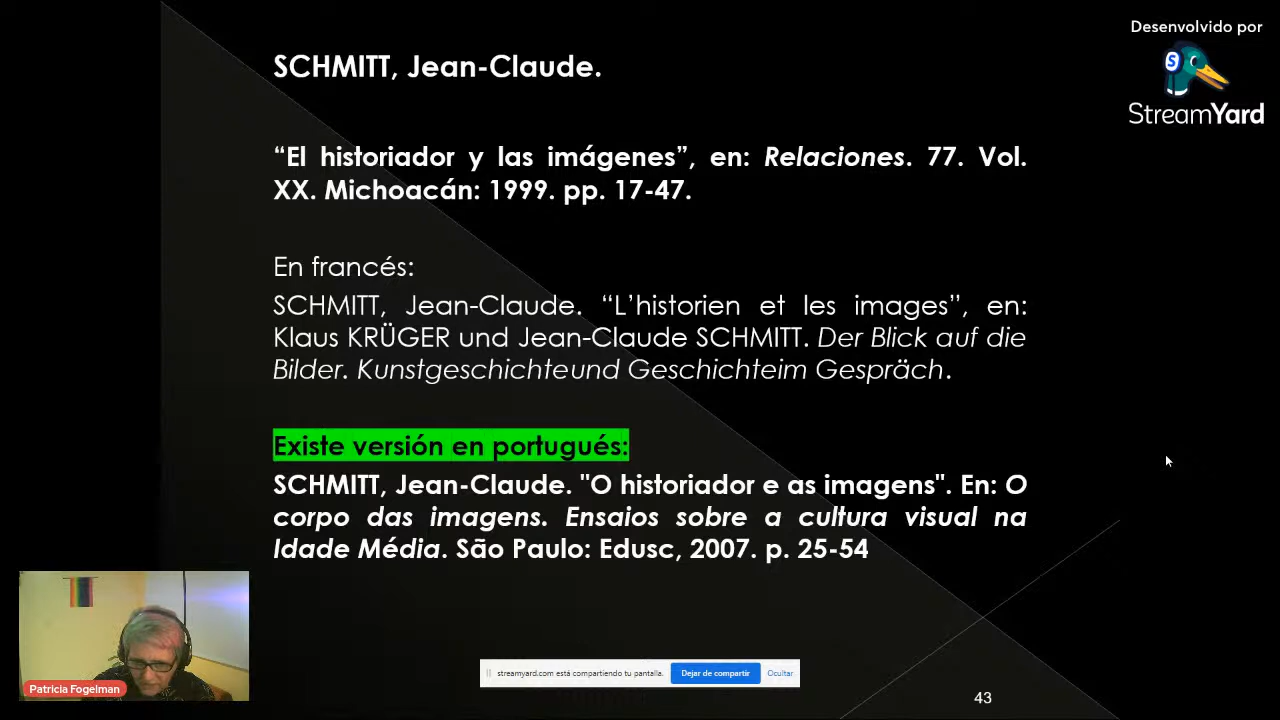 Desenvolvido por
StreamYard
SCHMITT, Jean-Claude.
“El historiador y las imágenes”, en: Relaciones. 77. Vol.
XX. Michoacán: 1999. pp. 17-47.
En francés:
SCHMITT, Jean-Claude. “L’historien et les images”, en:
Klaus KRÜGER und Jean-Claude SCHMITT. Der Blick auf die
Bilder. Kunstgeschichteund Geschichteim Gespräch.
Existe versión en portugués:
SCHMITT, Jean-Claude. "O historiador e as imagens". En: O
corpo das imagens. Ensaios sobre a cultura visual na
Idade Média. São Paulo: Edusc, 2007. p. 25-54
Patricia Fogelman
streamyard.com está compartiendo tu pantalla.
Dejar de compartir
Ocultar
43